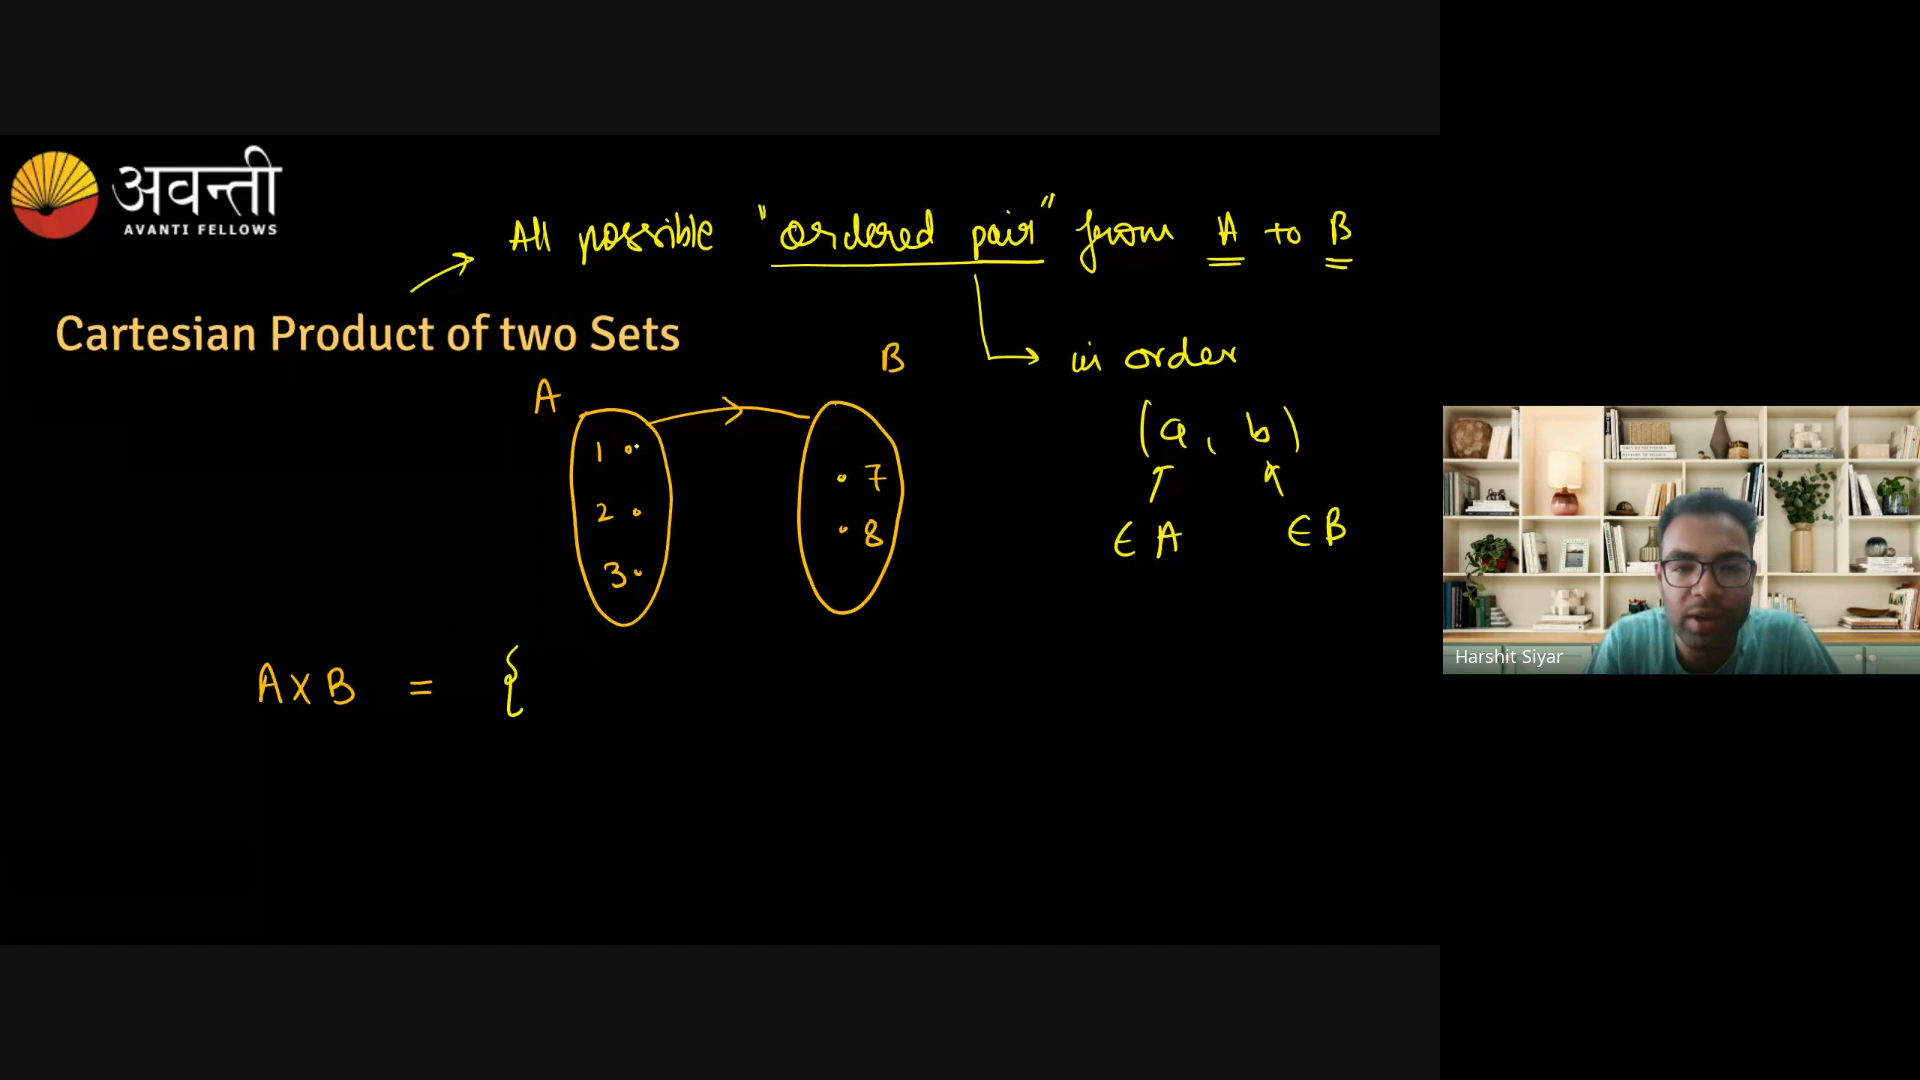 अवन्ती
AVANTI FELLOWS
All possible "ordered pair" from A to B
Cartesian Product of two Sets
in order
A
B
(a, b)
∈ A ∈ B
1
2
3
7
8
A×B = {
Harshit Siyar